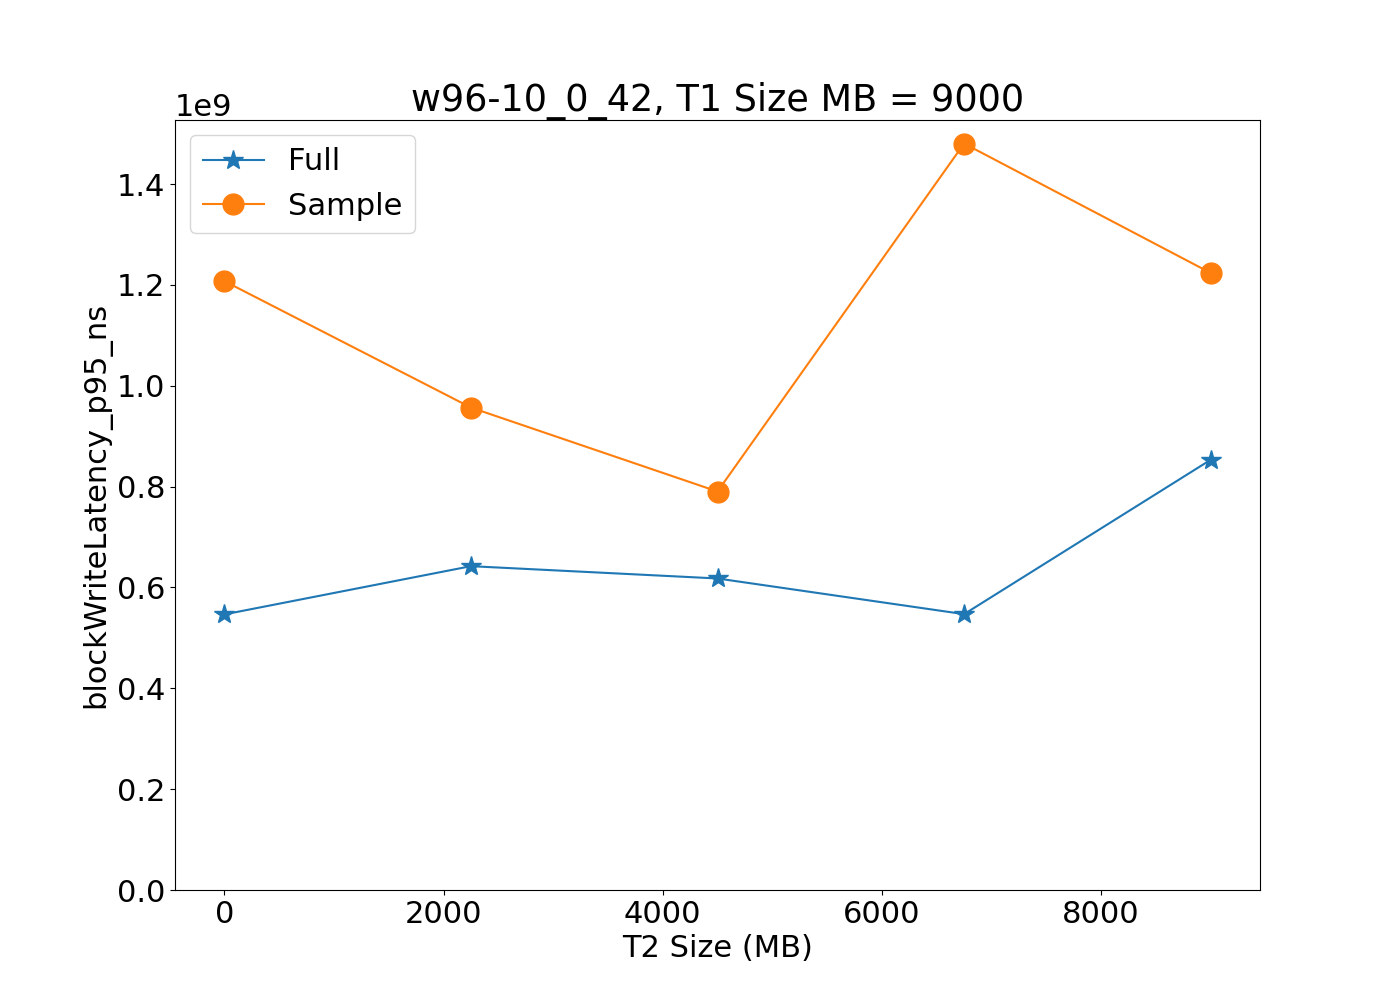 w96-10_0_42, T1 Size MB = 9000
1e9
Full
Sample
1.4
1.2
1.0
0.8
0.6
0.4
0.2
0.0
blockWriteLatency_p95_ns
0 2000 4000 6000 8000
T2 Size (MB)